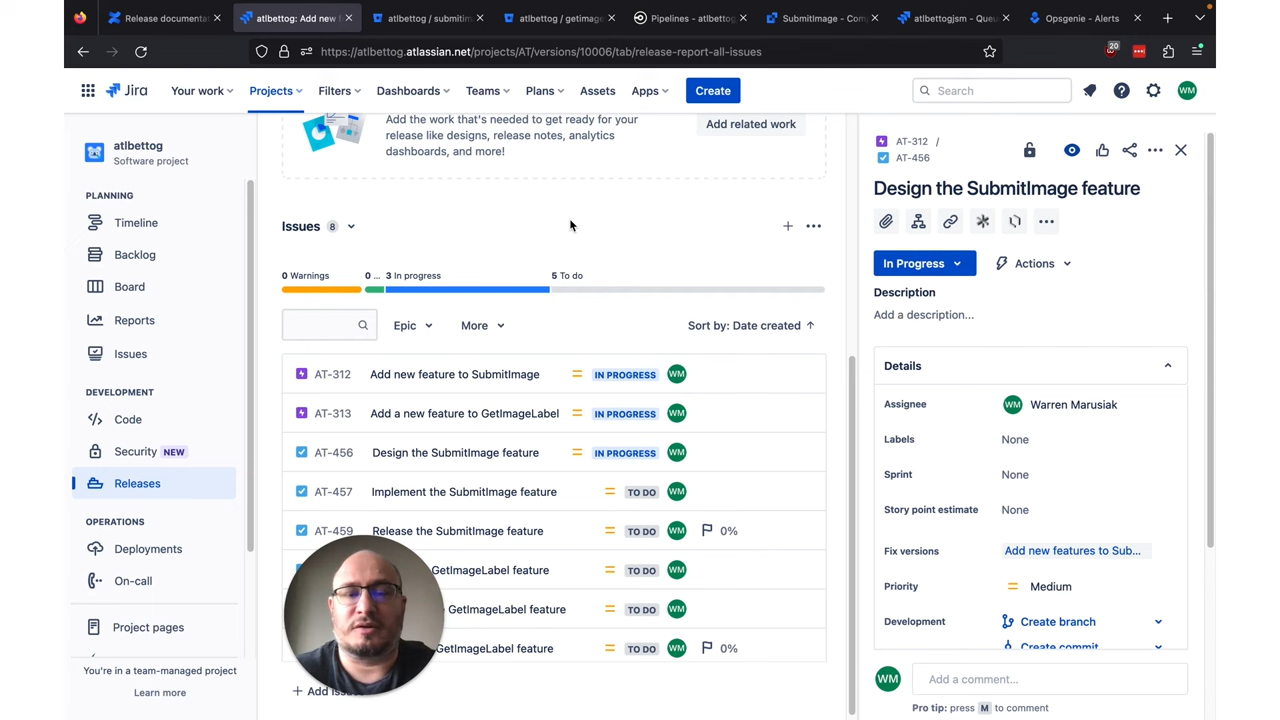 Release documentat
atlbettog: Add new
atlbettog / submitim
atlbettog / getimage
Pipelines - atlbettog
SubmitImage - Com
atlbettogjsm - Queu
Opsgenie - Alerts
https://atlbettog.atlassian.net/projects/AT/versions/10006/tab/release-report-all-issues
20
Jira
Your work
Projects
Filters
Dashboards
Teams
Plans
Assets
Apps
Create
Search
WM
atlbettog
Software project
PLANNING
Timeline
Backlog
Board
Reports
Issues
DEVELOPMENT
Code
Security NEW
Releases
OPERATIONS
Deployments
On-call
Project pages
You're in a team-managed project
Learn more
Add the work that's needed to get ready for your
release like designs, release notes, analytics
dashboards, and more!
Add related work
Issues 8
0 Warnings 0 ... 3 In progress 5 To do
Epic More Sort by: Date created
AT-312 Add new feature to SubmitImage IN PROGRESS WM
AT-313 Add a new feature to GetImageLabel IN PROGRESS WM
AT-456 Design the SubmitImage feature IN PROGRESS WM
AT-457 Implement the SubmitImage feature TO DO WM
AT-459 Release the SubmitImage feature TO DO WM 0%
GetImageLabel feature TO DO WM
GetImageLabel feature TO DO WM
GetImageLabel feature TO DO WM 0%
+ Add
AT-312 /
AT-456
Design the SubmitImage feature
In Progress
Actions
Description
Add a description...
Details
Assignee WM Warren Marusiak
Labels None
Sprint None
Story point estimate None
Fix versions Add new features to Sub...
Priority Medium
Development Create branch
Create commit
WM Add a comment...
Pro tip: press M to comment